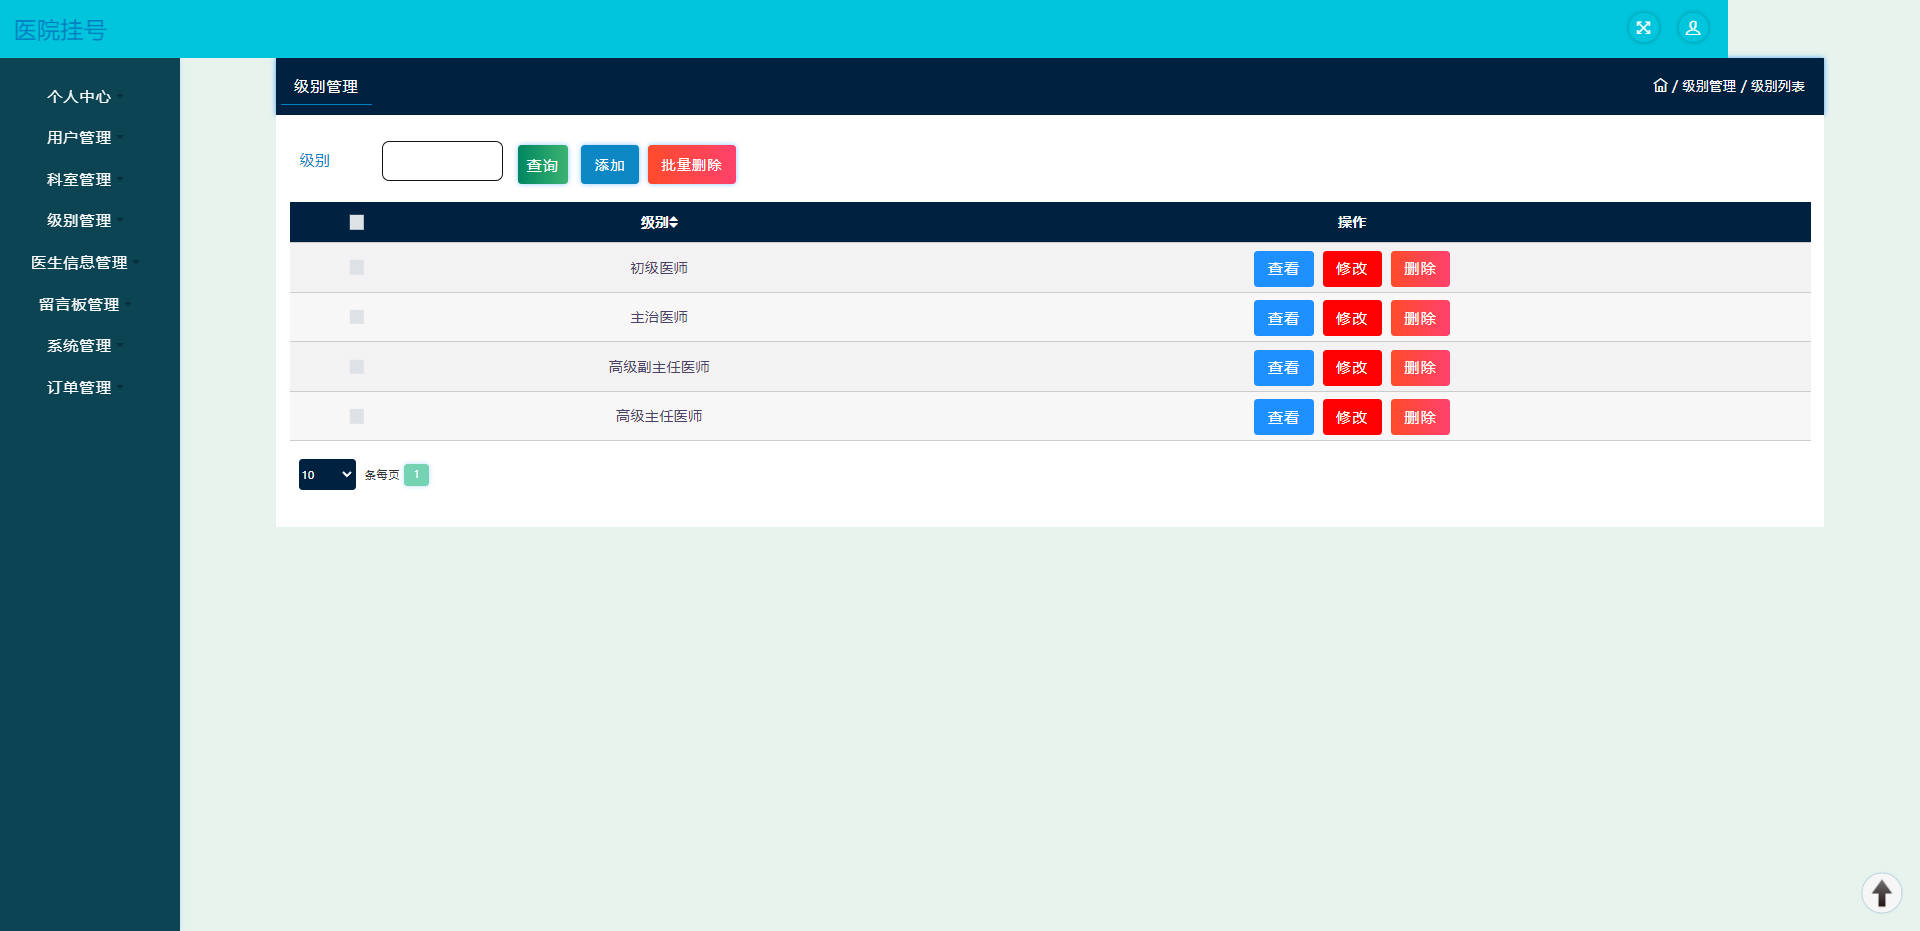 医院挂号
个人中心
用户管理
科室管理
级别管理
医生信息管理
留言板管理
系统管理
订单管理
级别管理
/ 级别管理 / 级别列表
级别 查询 添加 批量删除
级别 操作
初级医师 查看 修改 删除
主治医师 查看 修改 删除
高级副主任医师 查看 修改 删除
高级主任医师 查看 修改 删除
10 条每页 1